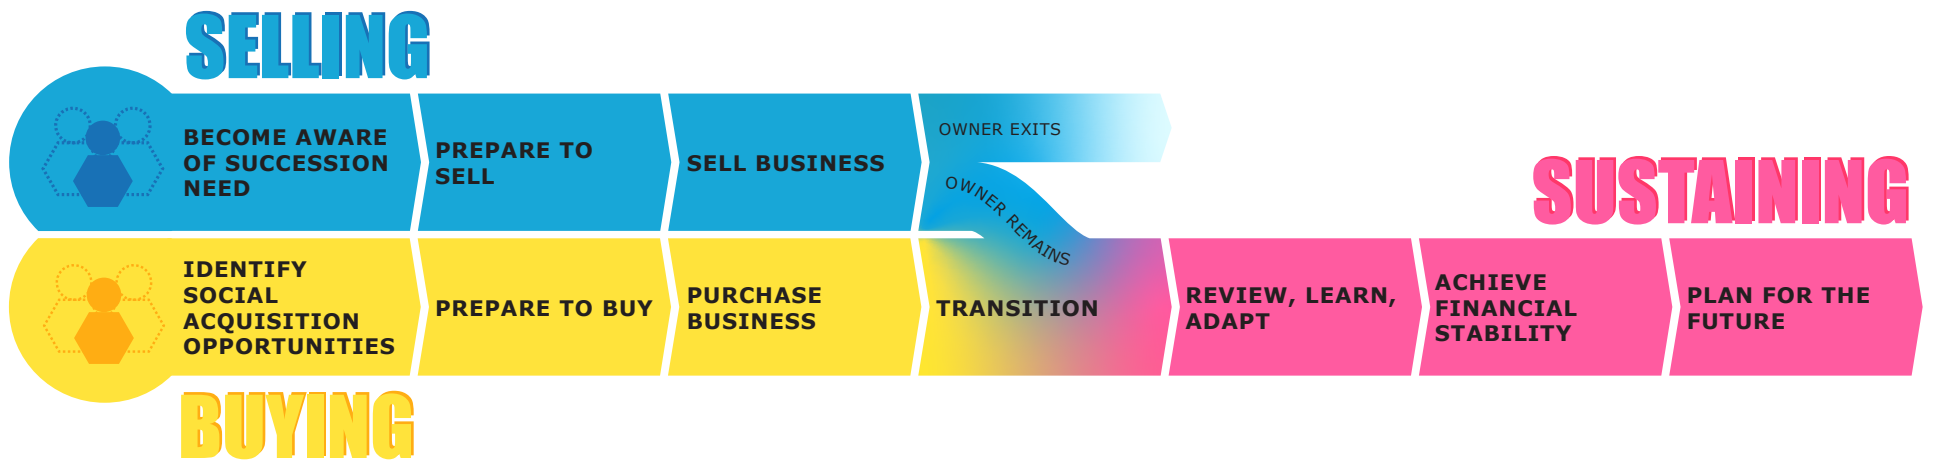 SELLING
BECOME AWARE
OF SUCCESSION
NEED
PREPARE TO
SELL
SELL BUSINESS
OWNER EXITS
OWNER REMAINS
SUSTAINING
IDENTIFY
SOCIAL
ACQUISITION
OPPORTUNITIES
PREPARE TO BUY
PURCHASE
BUSINESS
TRANSITION
REVIEW, LEARN,
ADAPT
ACHIEVE
FINANCIAL
STABILITY
PLAN FOR THE
FUTURE
BUYING